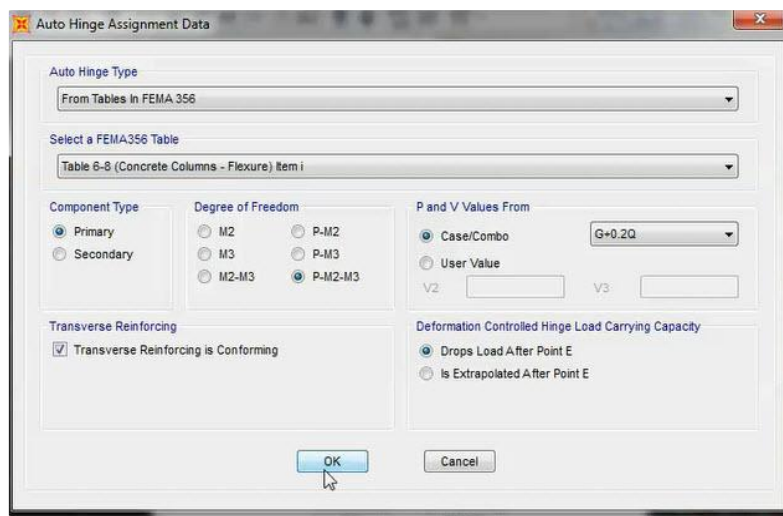 Auto Hinge Assignment Data
Auto Hinge Type
From Tables In FEMA 356
Select a FEMA356 Table
Table 6-8 (Concrete Columns - Flexure) Item i
Component Type
Primary
Secondary
Degree of Freedom
M2
P-M2
M3
P-M3
M2-M3
P-M2-M3
P and V Values From
Case/Combo
G+0.2Q
User Value
V2
V3
Transverse Reinforcing
Transverse Reinforcing is Conforming
Deformation Controlled Hinge Load Carrying Capacity
Drops Load After Point E
Is Extrapolated After Point E
OK
Cancel